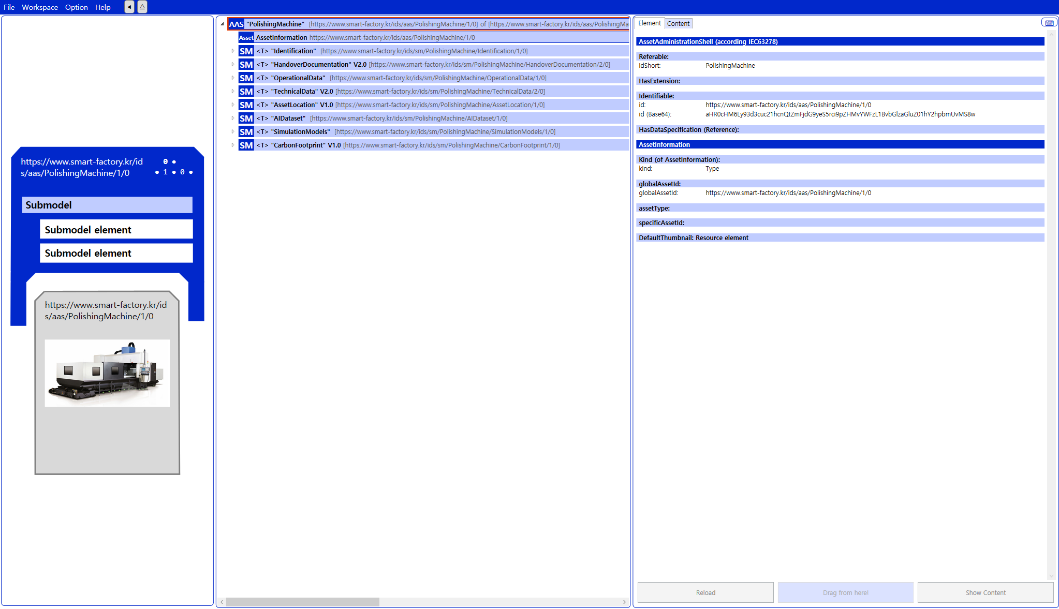 File Workspace Option Help
https://www.smart-factory.kr/id
s/aas/PolishingMachine/1/0
0
1 0
Submodel
Submodel element
Submodel element
https://www.smart-factory.kr/id
s/aas/PolishingMachine/1/0
AAS "PolishingMachine" [https://www.smart-factory.kr/ids/aas/PolishingMachine/1/0] of [https://www.smart-factory.kr/ids/aas/PolishingMa
Asset AssetInformation https://www.smart-factory.kr/ids/aas/PolishingMachine/1/0
SM <T> "Identification" [https://www.smart-factory.kr/ids/sm/PolishingMachine/Identification/1/0]
SM <T> "HandoverDocumentation" V2.0 [https://www.smart-factory.kr/ids/sm/PolishingMachine/HandoverDocumentation/2/0]
SM <T> "OperationalData" [https://www.smart-factory.kr/ids/sm/PolishingMachine/OperationalData/1/0]
SM <T> "TechnicalData" V2.0 [https://www.smart-factory.kr/ids/sm/PolishingMachine/TechnicalData/2/0]
SM <T> "AssetLocation" V1.0 [https://www.smart-factory.kr/ids/sm/PolishingMachine/AssetLocation/1/0]
SM <T> "AIDataset" [https://www.smart-factory.kr/ids/sm/PolishingMachine/AIDataset/1/0]
SM <T> "SimulationModels" [https://www.smart-factory.kr/ids/sm/PolishingMachine/SimulationModels/1/0]
SM <T> "CarbonFootprint" V1.0 [https://www.smart-factory.kr/ids/sm/PolishingMachine/CarbonFootprint/1/0]
Element Content
AssetAdministrationShell (according IEC63278)
Referable:
idShort: PolishingMachine
HasExtension:
Identifiable:
id: https://www.smart-factory.kr/ids/aas/PolishingMachine/1/0
id (Base64):
HasDataSpecification (Reference):
AssetInformation
Kind (of AssetInformation):
kind: Type
globalAssetId:
globalAssetId: https://www.smart-factory.kr/ids/aas/PolishingMachine/1/0
assetType:
specificAssetId:
DefaultThumbnail: Resource element
Reload Drag from here! Show Content